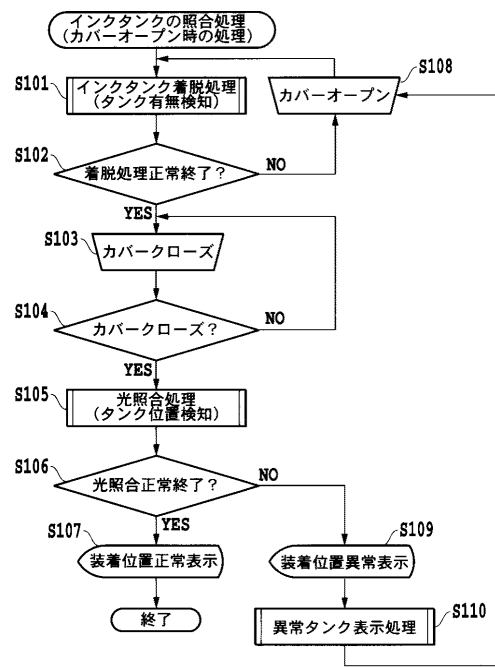 インクタンクの照合処理
(カバーオープン時の処理)
S101
インクタンク着脱処理
(タンク有無検知)
S108
カバーオープン
S102
着脱処理正常終了?
NO
YES
S103
カバークローズ
S104
カバークローズ?
NO
YES
S105
光照合処理
(タンク位置検知)
S106
光照合正常終了?
NO
YES
S107
装着位置正常表示
S109
装着位置異常表示
終了
S110
異常タンク表示処理